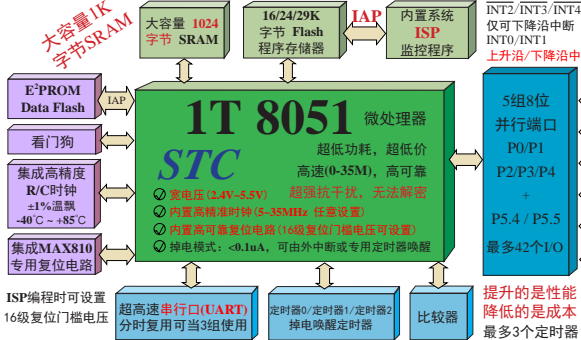 大容量1K
字节SRAM
大容量 1024
字节 SRAM
16/24/29K
字节 Flash
程序存储器
IAP
内置系统
ISP
监控程序
INT2/INT3/INT4
仅可下降沿中断
INT0/INT1
上升沿/下降沿中
E²PROM
Data Flash
IAP
看门狗
集成高精度
R/C时钟
±1%温飘
-40℃~+85℃
集成MAX810
专用复位电路
1T 8051 微处理器
STC
超低功耗，超低价
高速(0-35M)，高可靠
超强抗干扰，无法解密
宽电压(2.4V~5.5V)
内置高精准时钟(5~35MHz 任意设置)
内置高可靠复位电路(16级复位门槛电压可设置)
掉电模式：<0.1uA，可由外中断或专用定时器唤醒
5组8位
并行端口
P0/P1
P2/P3/P4
+
P5.4 / P5.5
最多42个I/O
ISP编程时可设置
16级复位门槛电压
超高速串行口(UART)
分时复用可当3组使用
定时器0/定时器1/定时器2
掉电唤醒定时器
比较器
提升的是性能
降低的是成本
最多3个定时器